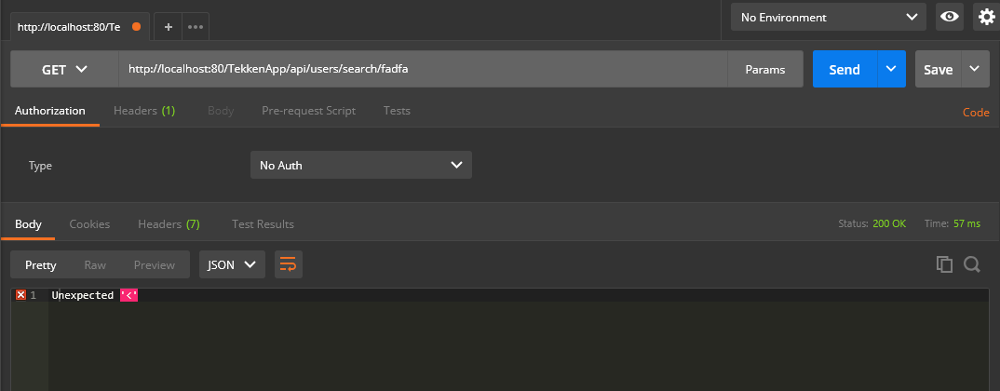 http://localhost:80/Te + ••• No Environment
GET http://localhost:80/TekkenApp/api/users/search/fadfa Params Send Save
Authorization Headers (1) Body Pre-request Script Tests Code
Type No Auth
Body Cookies Headers (7) Test Results Status: 200 OK Time: 57 ms
Pretty Raw Preview JSON
1 Unexpected '<'